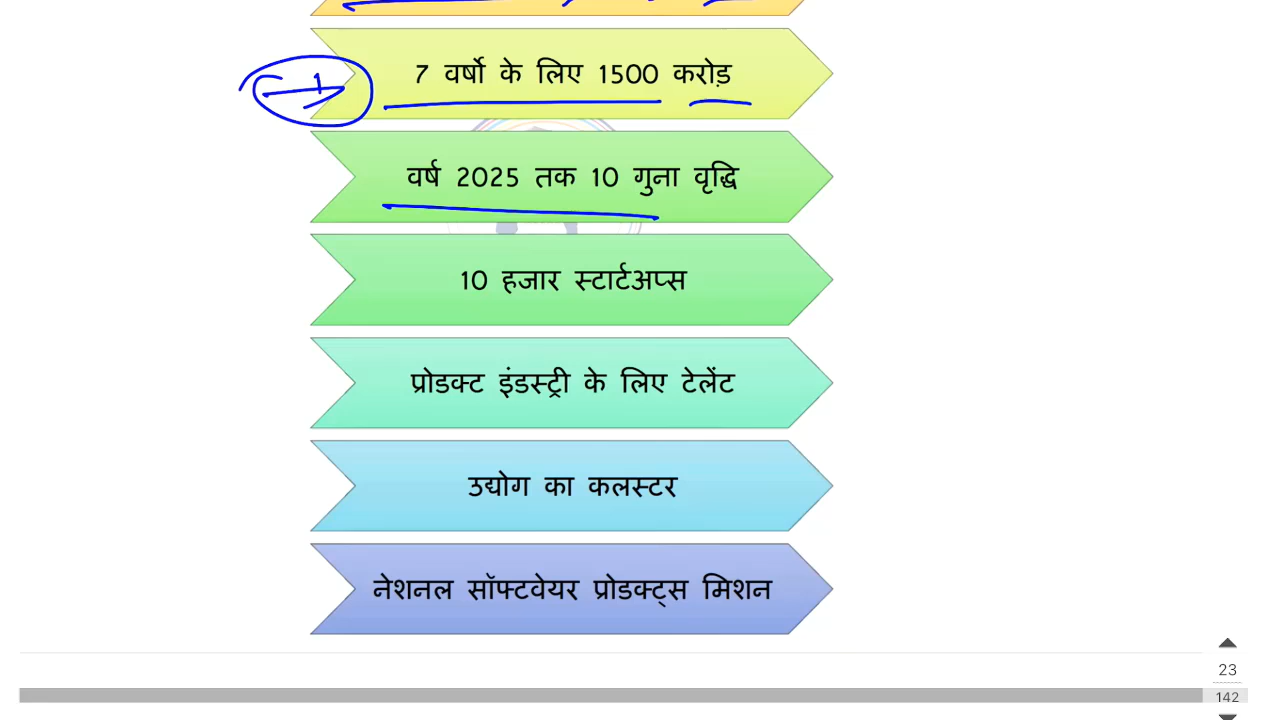 7 वर्षो के लिए 1500 करोड़
वर्ष 2025 तक 10 गुना वृद्धि
10 हजार स्टार्टअप्स
प्रोडक्ट इंडस्ट्री के लिए टेलेंट
उद्योग का कलस्टर
नेशनल सॉफ्टवेयर प्रोडक्ट्स मिशन
23
142